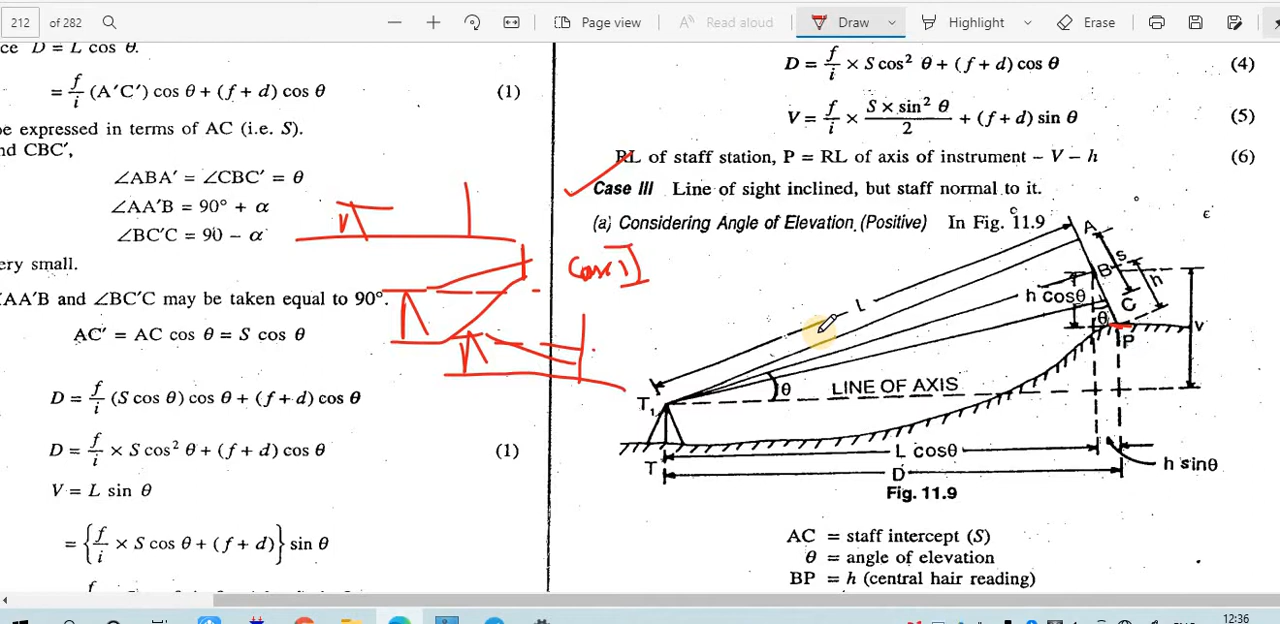 212 of 282 Page view Read aloud Draw Highlight Erase
ce D = L cos θ.
= f/i (A′C′) cos θ + (f + d) cos θ (1)
be expressed in terms of AC (i.e. S).
nd CBC′,
∠ABA′ = ∠CBC′ = θ
∠AA′B = 90° + α
∠BC′C = 90 − α
ery small.
∠AA′B and ∠BC′C may be taken equal to 90°.
AC′ = AC cos θ = S cos θ
D = f/i (S cos θ) cos θ + (f + d) cos θ
D = f/i × S cos² θ + (f + d) cos θ (1)
V = L sin θ
= {f/i × S cos θ + (f + d)} sin θ
f
Case II
D = f/i × S cos² θ + (f + d) cos θ (4)
V = f/i × S × sin² θ/2 + (f + d) sin θ (5)
RL of staff station, P = RL of axis of instrument − V − h (6)
Case III Line of sight inclined, but staff normal to it.
(a) Considering Angle of Elevation (Positive) In Fig. 11.9
A
S
B
h
L
h cosθ
C
θ
P
V
θ LINE OF AXIS
T₁
L cosθ
T
D
h sinθ
Fig. 11.9
AC = staff intercept (S)
θ = angle of elevation
BP = h (central hair reading)
12:36